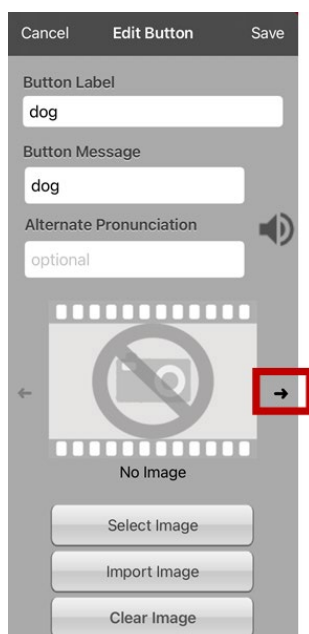 Cancel Edit Button Save
Button Label
dog
Button Message
dog
Alternate Pronunciation
optional
No Image
Select Image
Import Image
Clear Image